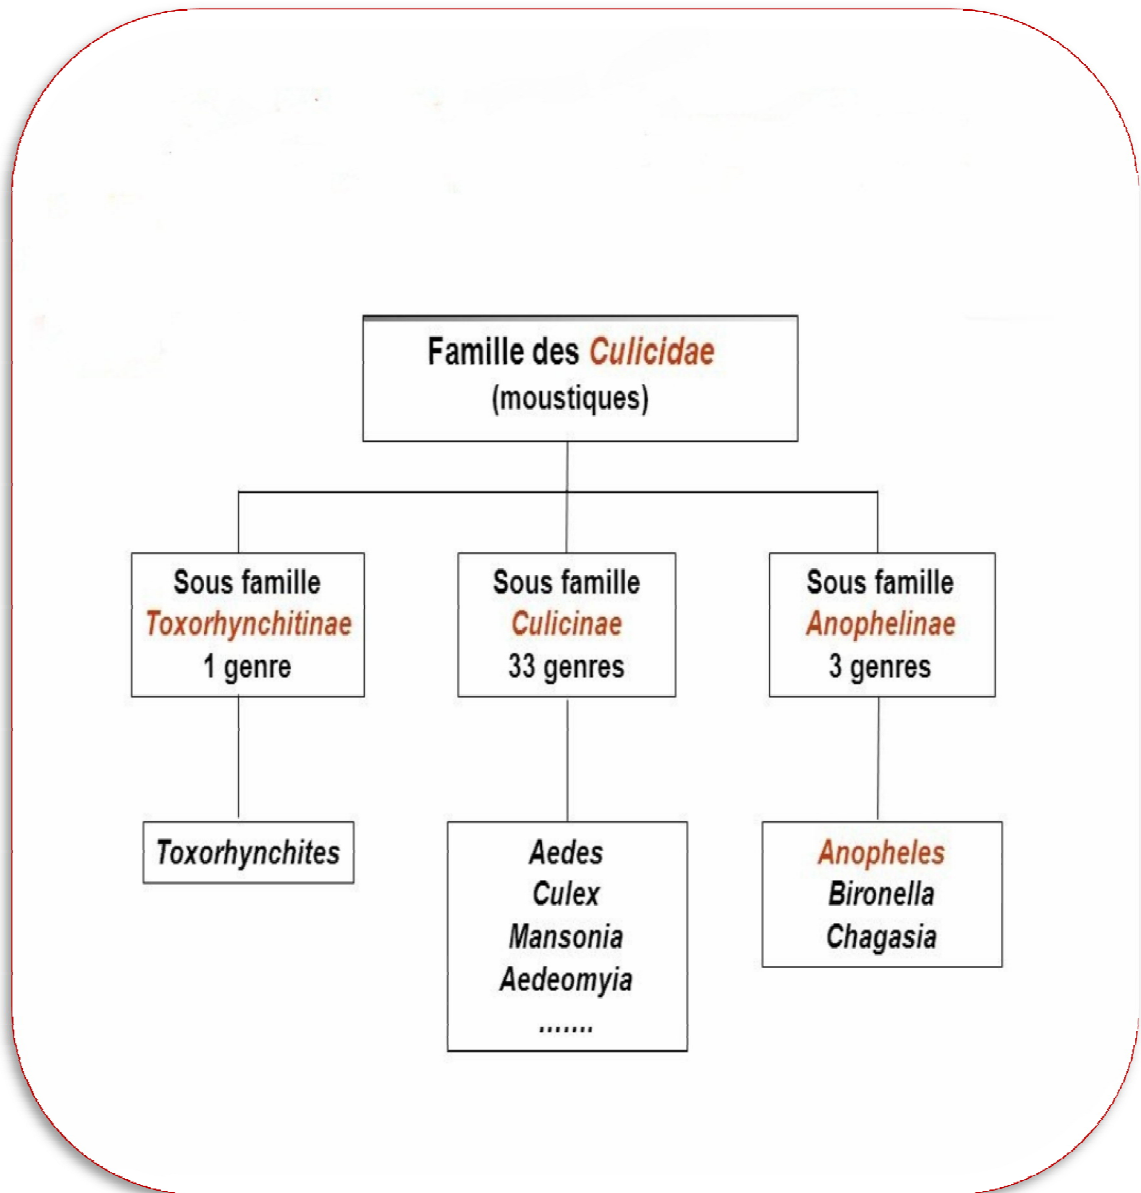 Famille des Culicidae
(moustiques)
Sous famille
Toxorhynchitinae
1 genre
Sous famille
Culicinae
33 genres
Sous famille
Anophelinae
3 genres
Toxorhynchites
Aedes
Culex
Mansonia
Aedeomyia
.......
Anopheles
Bironella
Chagasia